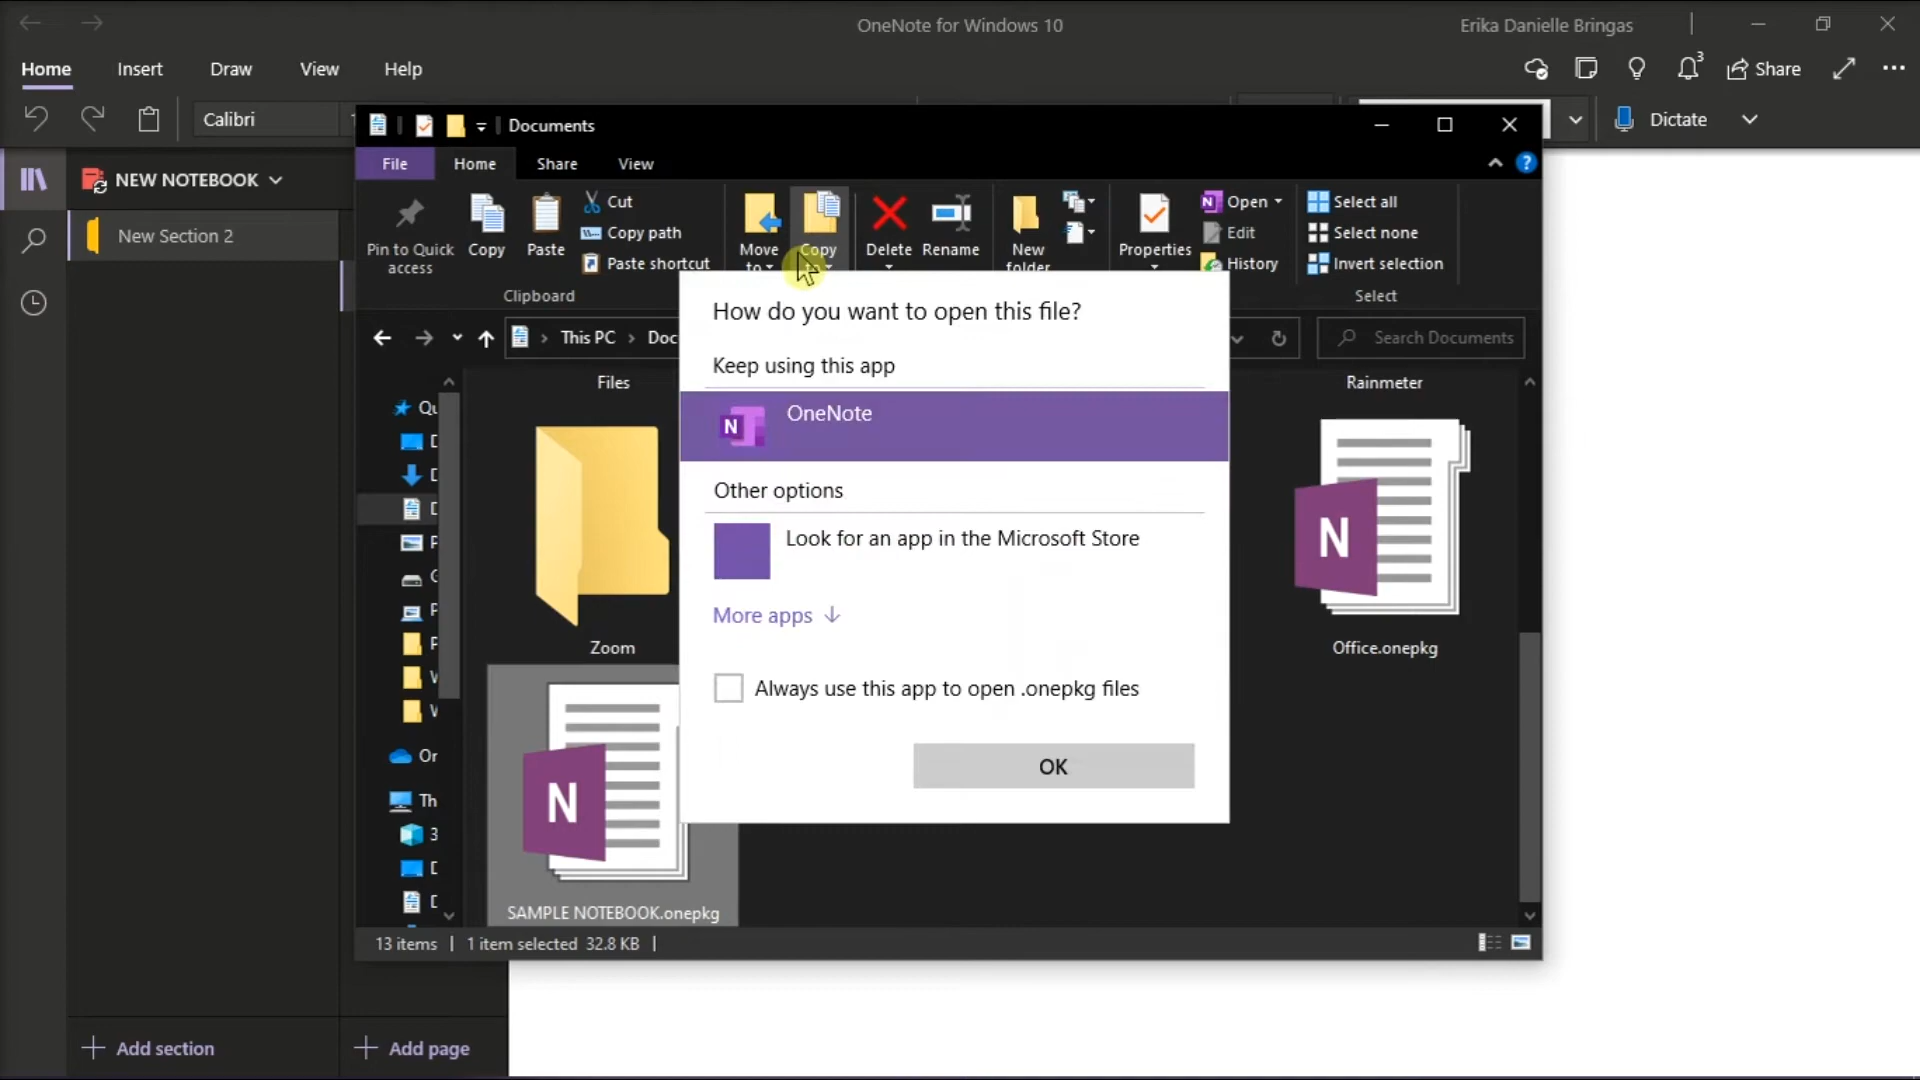 OneNote for Windows 10
Erika Danielle Bringas
Home Insert Draw View Help
3
Share
Calibri
Dictate
NEW NOTEBOOK
New Section 2
Documents
File Home Share View
Pin to Quick access
Copy
Paste
Cut
Copy path
Paste shortcut
Clipboard
Move to
Copy to
Delete
Rename
New folder
Properties
Open
Edit
History
Select all
Select none
Invert selection
Select
This PC
Search Documents
How do you want to open this file?
Keep using this app
N OneNote
Other options
Look for an app in the Microsoft Store
More apps
Always use this app to open .onepkg files
OK
Files
Rainmeter
Zoom
N
Office.onepkg
N
SAMPLE NOTEBOOK.onepkg
13 items 1 item selected 32.8 KB
Add section
Add page